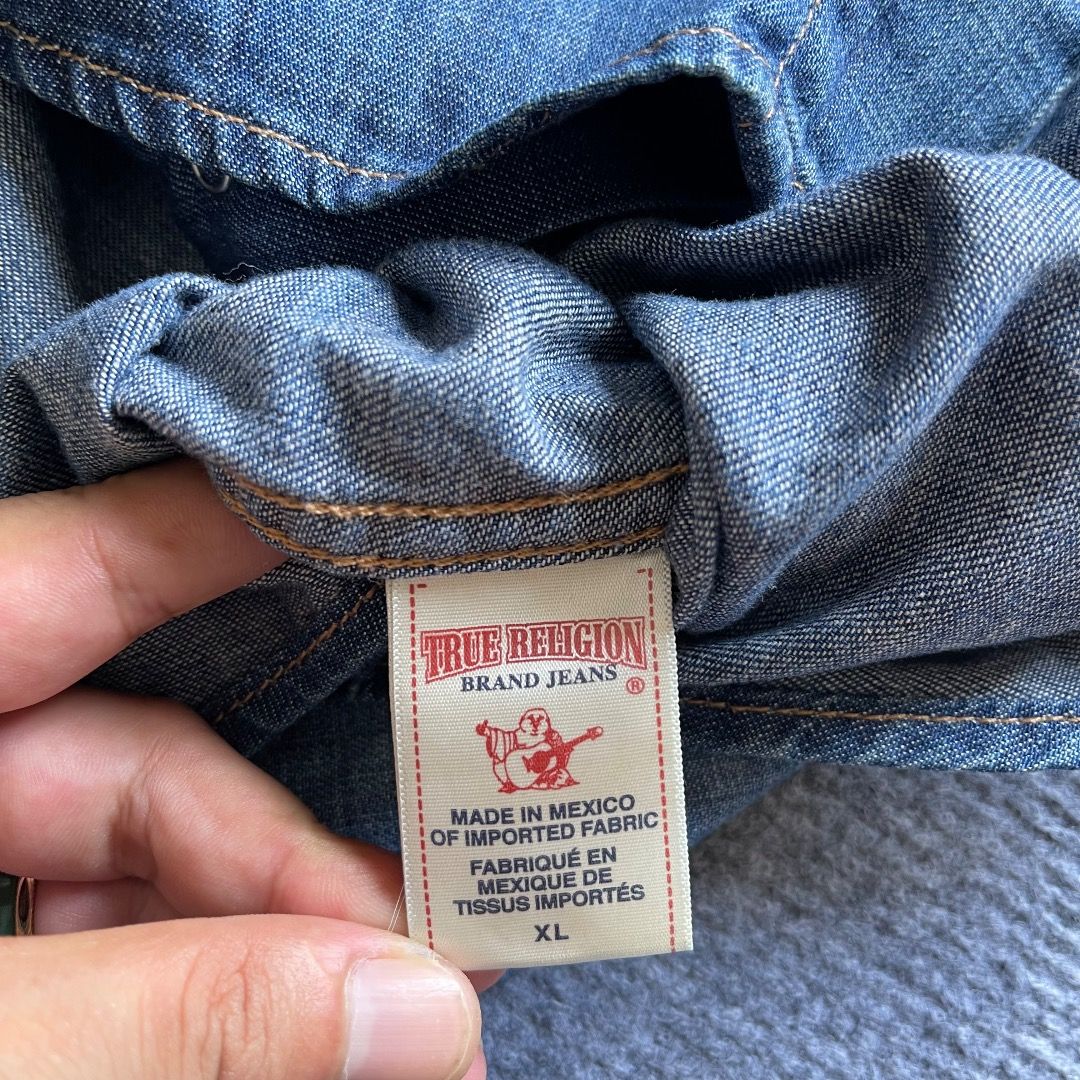 TRUE RELIGION
BRAND JEANS ®
MADE IN MEXICO
OF IMPORTED FABRIC
FABRIQUÉ EN
MEXIQUE DE
TISSUS IMPORTÉS
XL